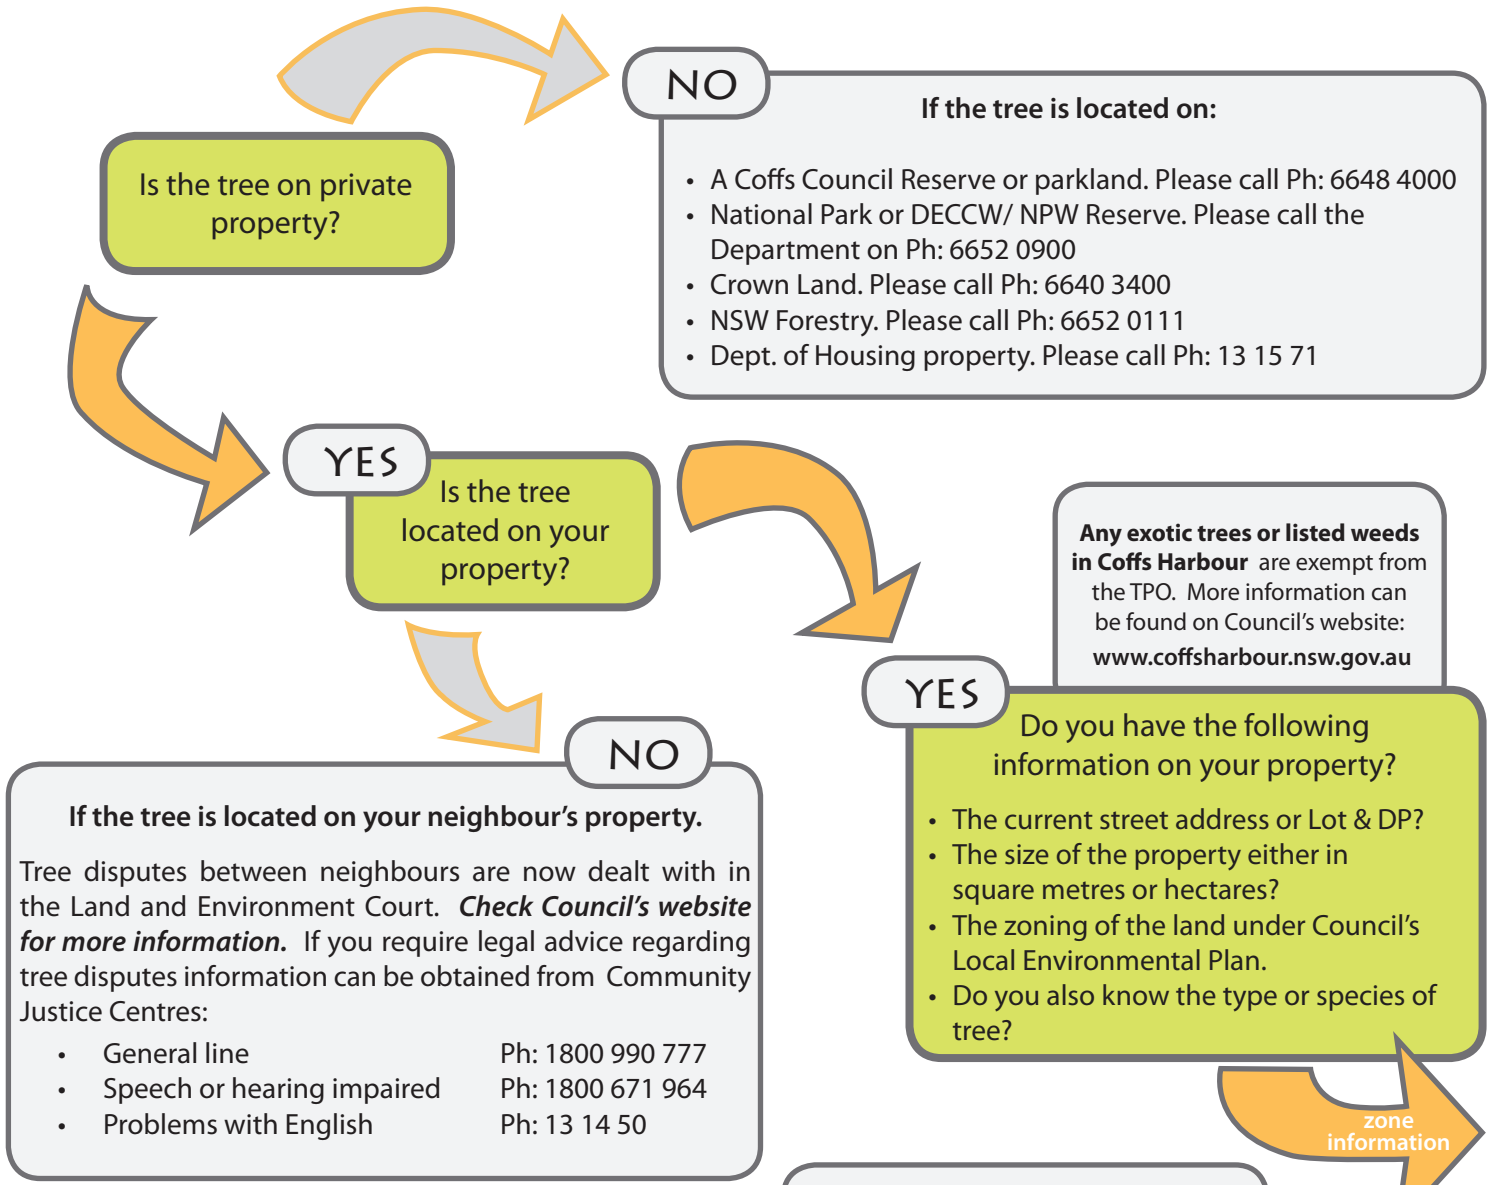 Is the tree on private
property?
NO
If the tree is located on:
• A Coffs Council Reserve or parkland. Please call Ph: 6648 4000
• National Park or DECCW/ NPW Reserve. Please call the
Department on Ph: 6652 0900
• Crown Land. Please call Ph: 6640 3400
• NSW Forestry. Please call Ph: 6652 0111
• Dept. of Housing property. Please call Ph: 13 15 71
YES
Is the tree
located on your
property?
NO
If the tree is located on your neighbour's property.
Tree disputes between neighbours are now dealt with in
the Land and Environment Court. Check Council's website
for more information. If you require legal advice regarding
tree disputes information can be obtained from Community
Justice Centres:
• General line Ph: 1800 990 777
• Speech or hearing impaired Ph: 1800 671 964
• Problems with English Ph: 13 14 50
Any exotic trees or listed weeds
in Coffs Harbour are exempt from
the TPO. More information can
be found on Council's website:
www.coffsharbour.nsw.gov.au
YES
Do you have the following
information on your property?
• The current street address or Lot & DP?
• The size of the property either in
square metres or hectares?
• The zoning of the land under Council's
Local Environmental Plan.
• Do you also know the type or species of
tree?
zone
information